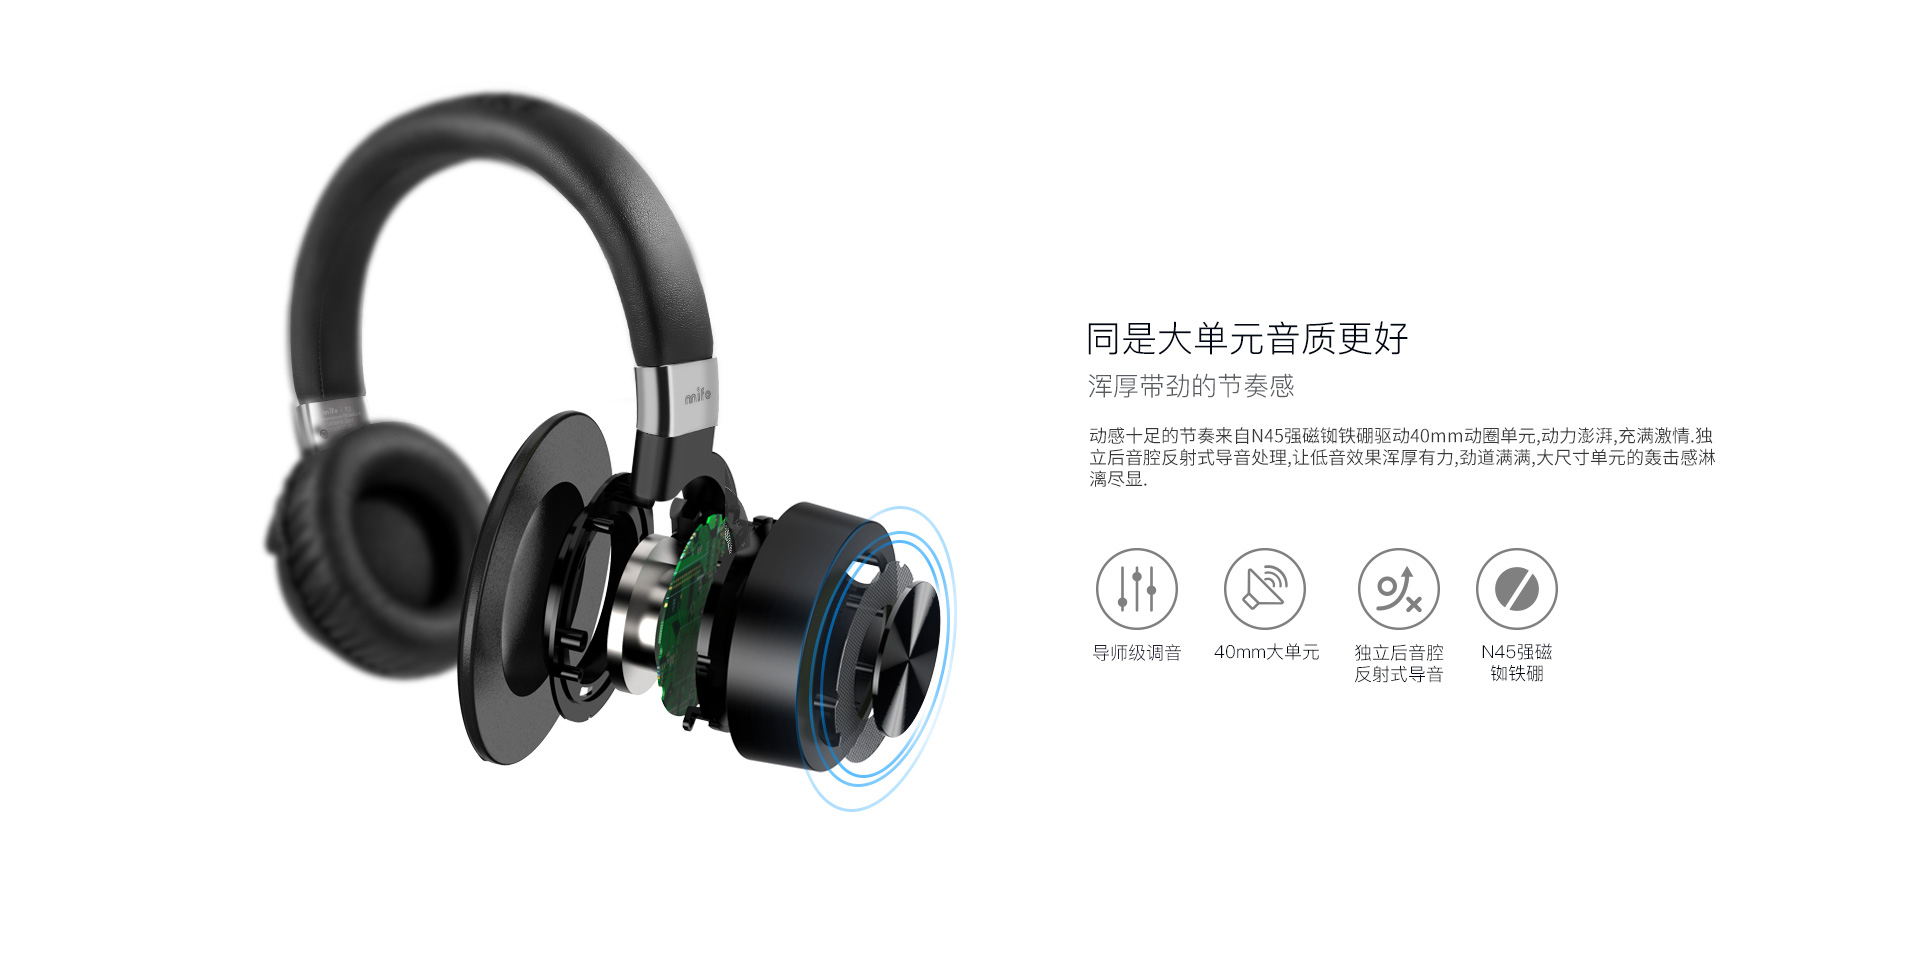 同是大单元音质更好
浑厚带劲的节奏感
动感十足的节奏来自N45强磁铷铁硼驱动40mm动圈单元,动力澎湃,充满激情.独
立后音腔反射式导音处理,让低音效果浑厚有力,劲道满满,大尺寸单元的轰击感淋
漓尽显.
导师级调音
40mm大单元
独立后音腔
反射式导音
N45强磁
铷铁硼
mifo